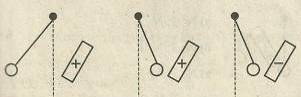 + + −